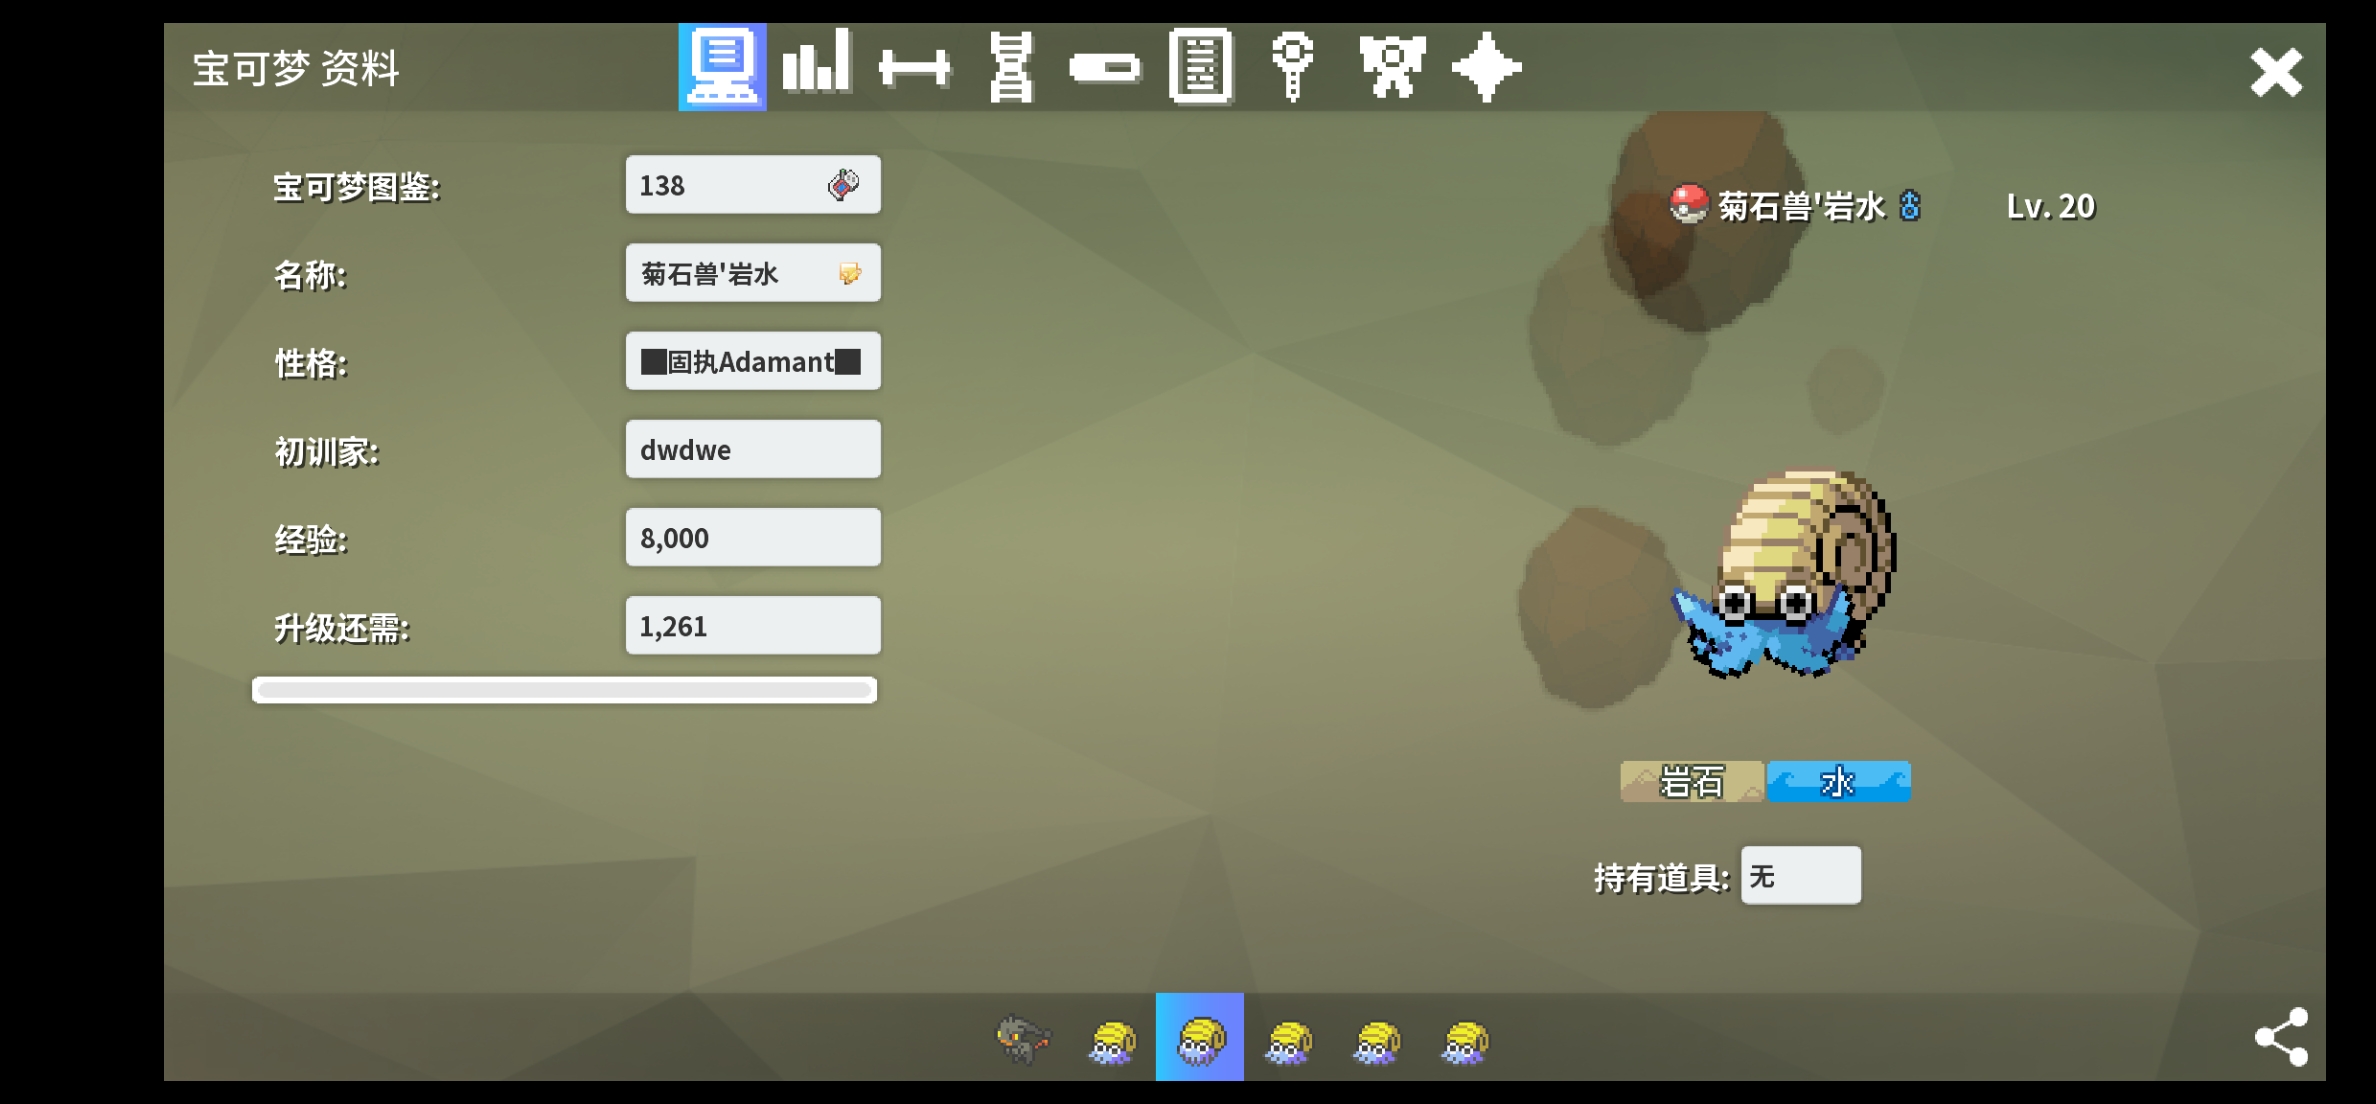 宝可梦 资料
宝可梦图鉴: 138
名称: 菊石兽'岩水
性格: ■固执Adamant■
初训家: dwdwe
经验: 8,000
升级还需: 1,261
菊石兽'岩水 Lv. 20
岩石 水
持有道具: 无